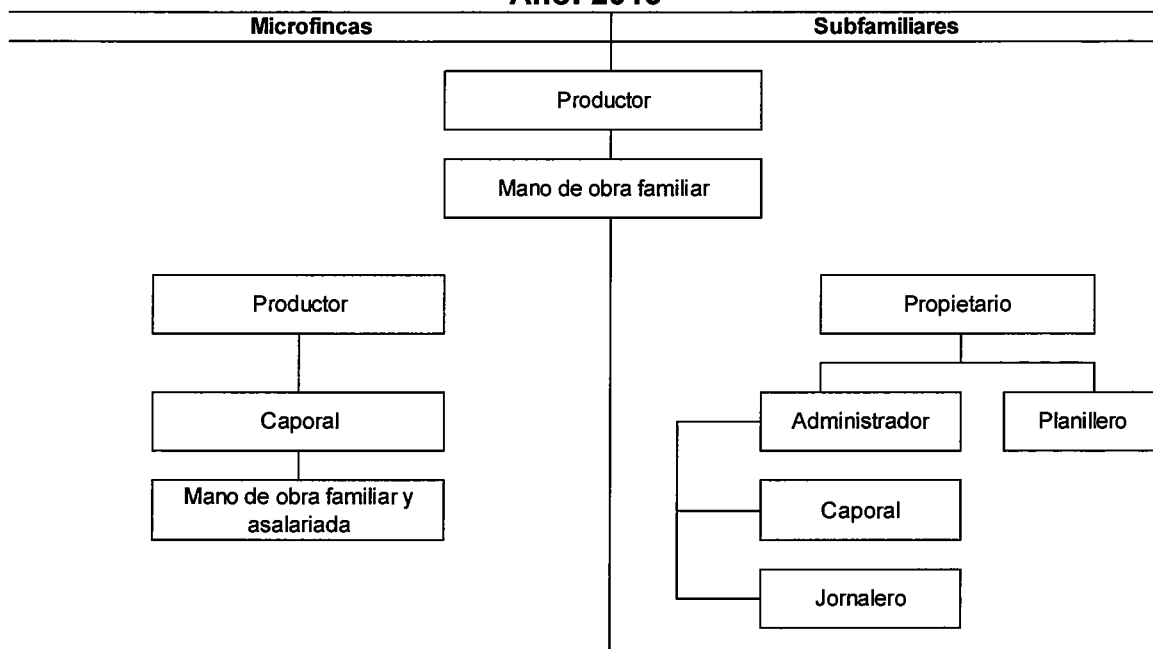 Microfincas
Subfamiliares
Productor
Mano de obra familiar
Productor
Propietario
Caporal
Administrador
Planillero
Mano de obra familiar y
asalariada
Caporal
Jornalero